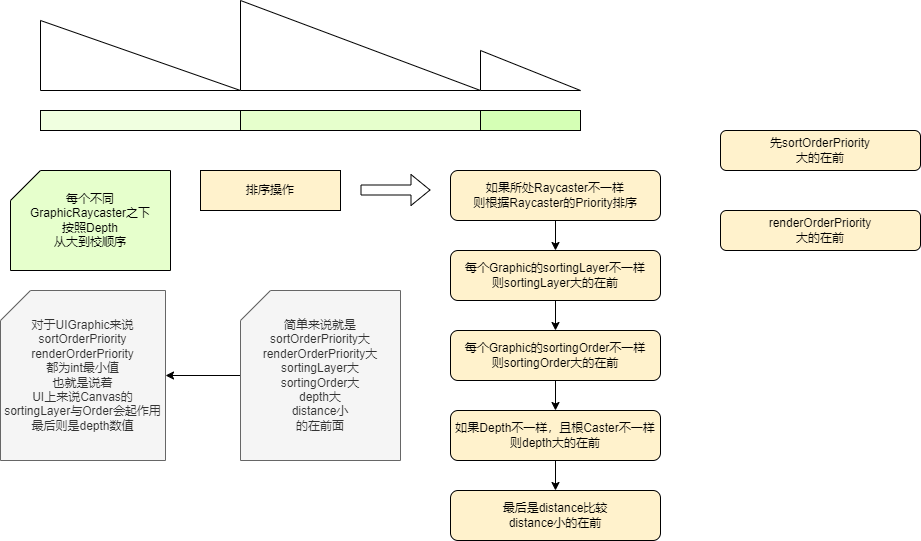 每个不同
GraphicRaycaster之下
按照Depth
从大到校顺序
排序操作
如果所处Raycaster不一样
则根据Raycaster的Priority排序
先sortOrderPriority
大的在前
renderOrderPriority
大的在前
每个Graphic的sortingLayer不一样
则sortingLayer大的在前
每个Graphic的sortingOrder不一样
则sortingOrder大的在前
如果Depth不一样，且根Caster不一样
则depth大的在前
最后是distance比较
distance小的在前
简单来说就是
sortOrderPriority大
renderOrderPriority大
sortingLayer大
sortingOrder大
depth大
distance小
的在前面
对于UIGraphic来说
sortOrderPriority
renderOrderPriority
都为int最小值
也就是说着
UI上来说Canvas的
sortingLayer与Order会起作用
最后则是depth数值